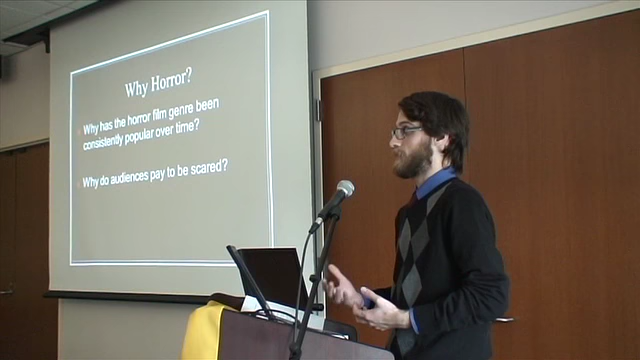 Why Horror?
Why has the horror film genre been
consistently popular over time?
Why do audiences pay to be scared?